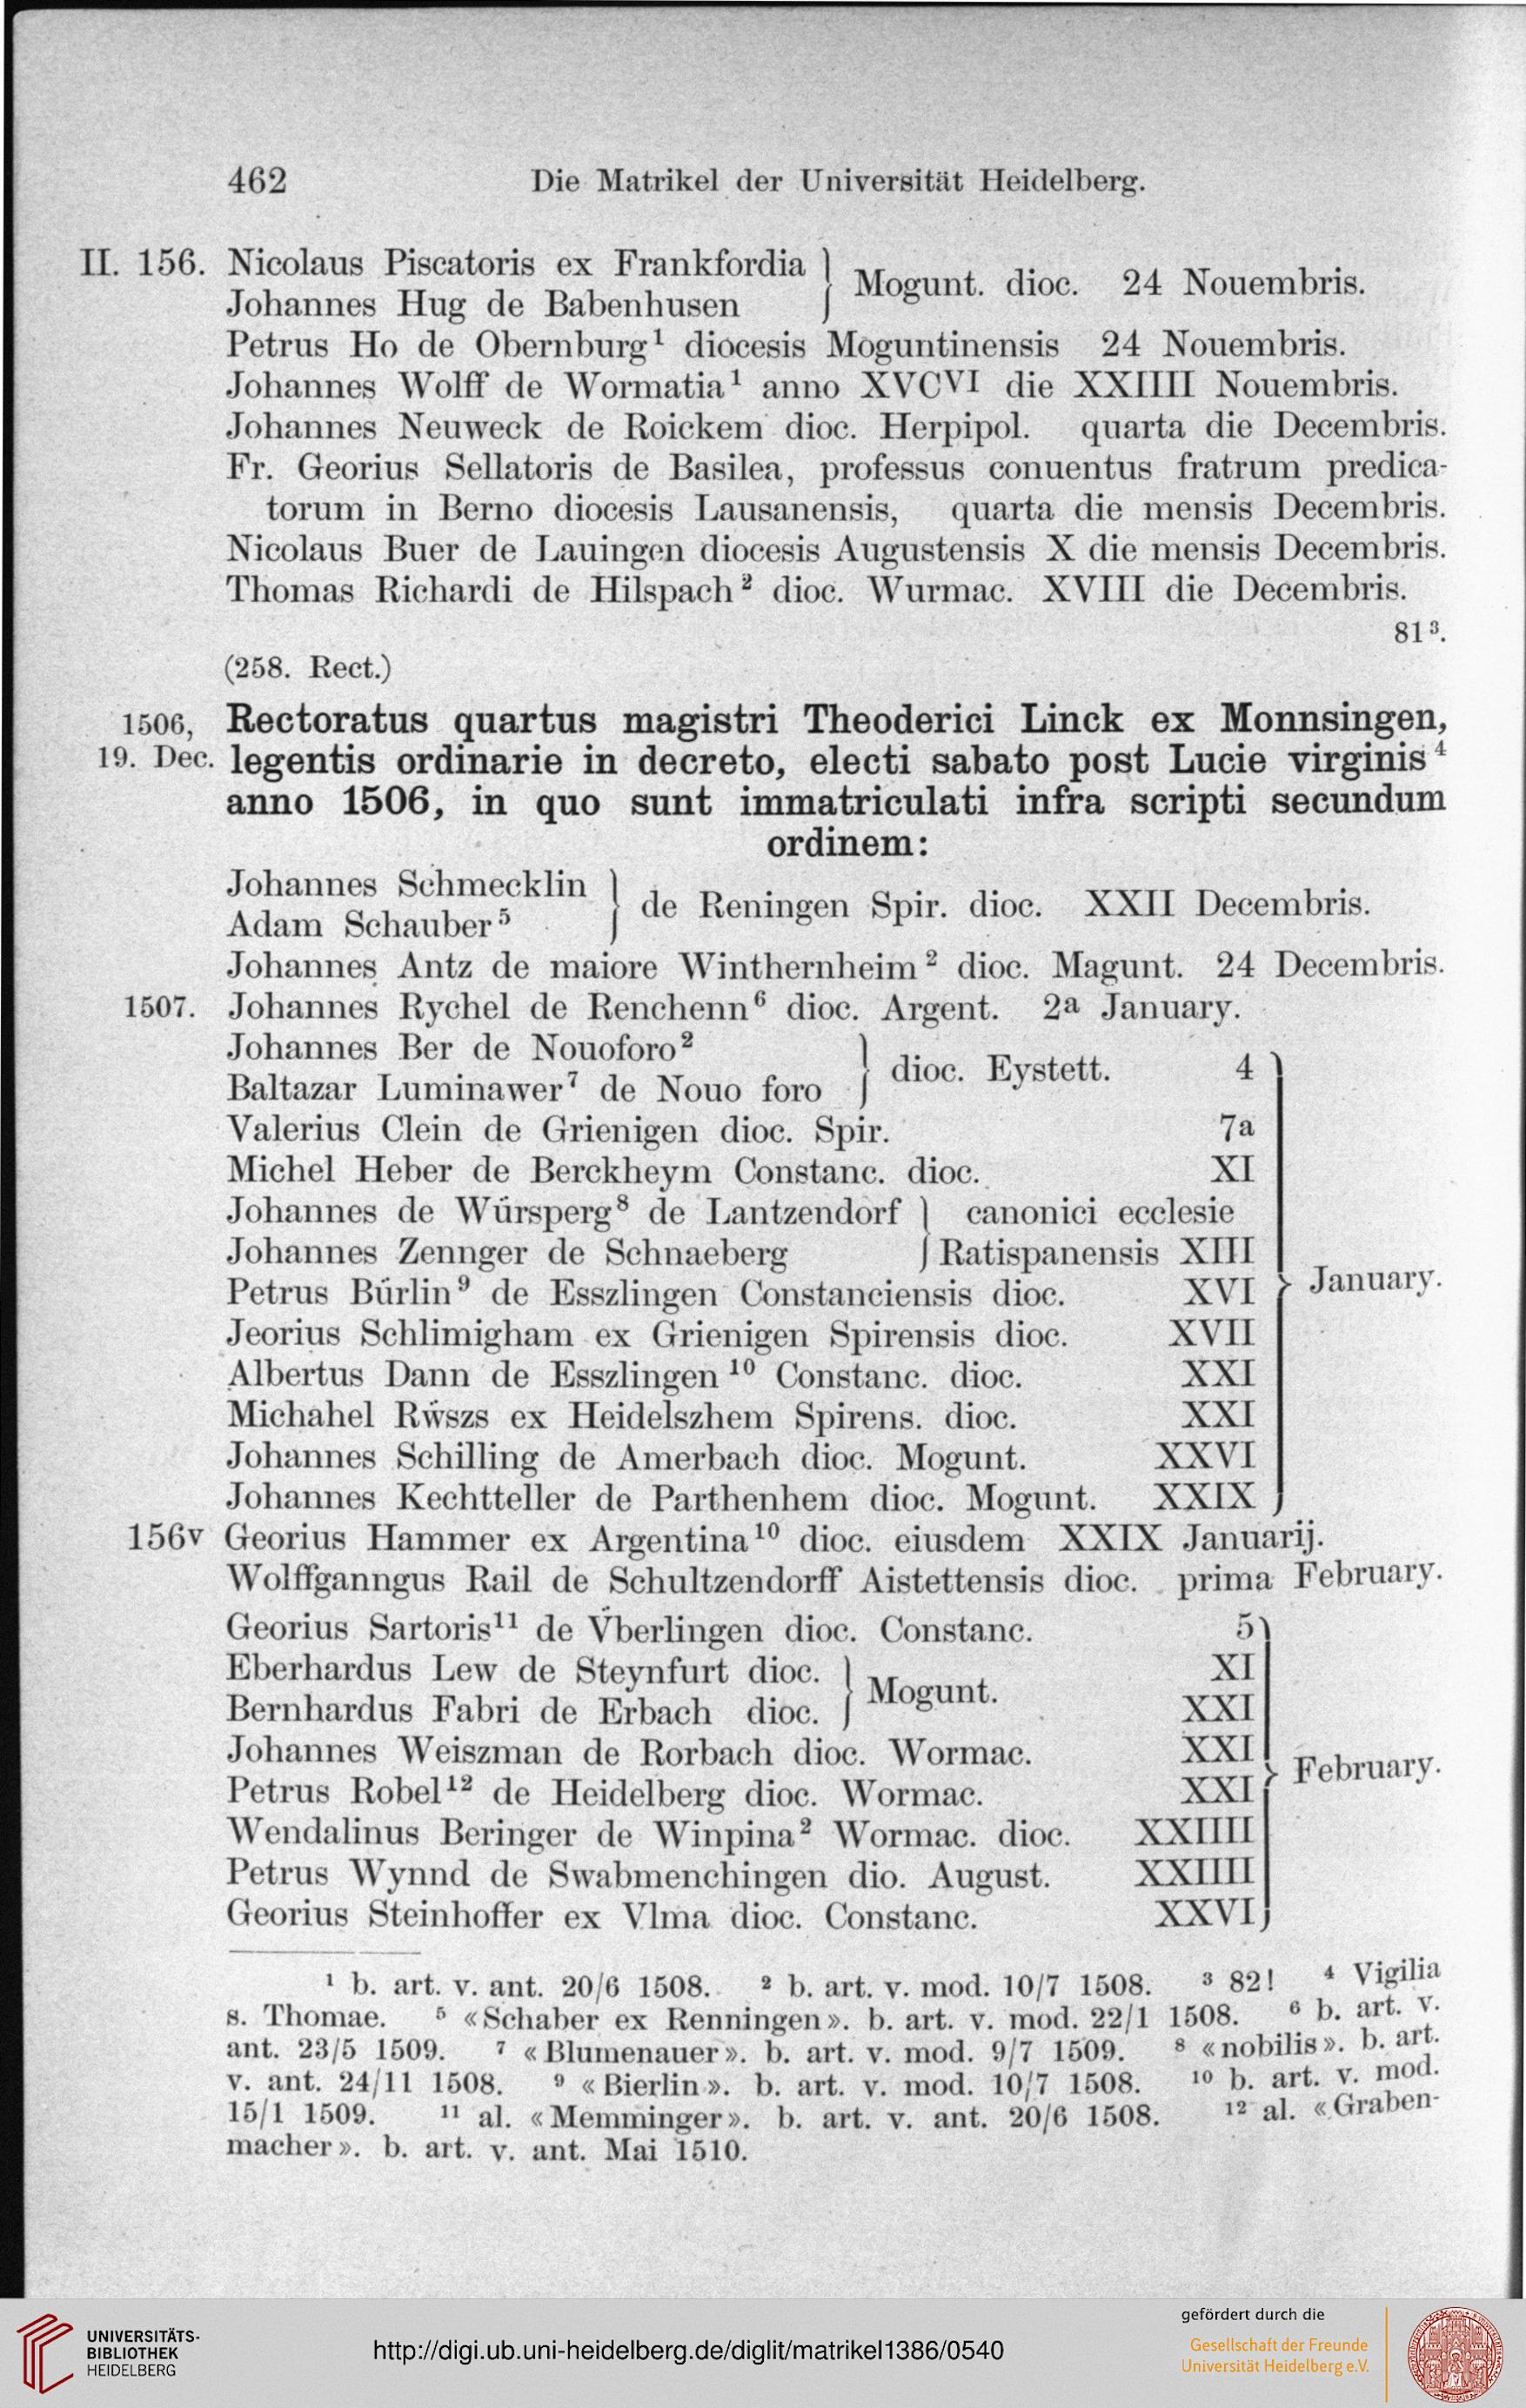 462 Die Matrikel der Universität Heidelberg.
II. 156. Nicolaus Piscatoris ex Frankfordia } Mogunt. dioc. 24 Nouembris.
Johannes Hug de Babenhusen
Petrus Ho de Obernburg¹ diocesis Moguntinensis 24 Nouembris.
Johannes Wolff de Wormatia¹ anno XVCⱽᴵ die XXIIII Nouembris.
Johannes Neuweck de Roickem dioc. Herpipol. quarta die Decembris.
Fr. Georius Sellatoris de Basilea, professus conuentus fratrum predica-
torum in Berno diocesis Lausanensis, quarta die mensis Decembris.
Nicolaus Buer de Lauingen diocesis Augustensis X die mensis Decembris.
Thomas Richardi de Hilspach² dioc. Wurmac. XVIII die Decembris.
81³.
(258. Rect.)
1506, Rectoratus quartus magistri Theoderici Linck ex Monnsingen,
19. Dec. legentis ordinarie in decreto, electi sabato post Lucie virginis⁴
anno 1506, in quo sunt immatriculati infra scripti secundum
ordinem:
Johannes Schmecklin } de Reningen Spir. dioc. XXII Decembris.
Adam Schauber⁵
Johannes Antz de maiore Winthernheim² dioc. Magunt. 24 Decembris.
1507. Johannes Rychel de Renchenn⁶ dioc. Argent. 2a January.
Johannes Ber de Nouoforo² } dioc. Eystett. 4
Baltazar Luminawer⁷ de Nouo foro
Valerius Clein de Grienigen dioc. Spir. 7a
Michel Heber de Berckheym Constanc. dioc. XI
Johannes de Würsperg⁸ de Lantzendorf } canonici ecclesie
Johannes Zennger de Schnaeberg Ratispanensis XIII
Petrus Bürlin⁹ de Esszlingen Constanciensis dioc. XVI } January.
Jeorius Schlimigham ex Grienigen Spirensis dioc. XVII
Albertus Dann de Esszlingen¹⁰ Constanc. dioc. XXI
Michahel Rẅszs ex Heidelszhem Spirens. dioc. XXI
Johannes Schilling de Amerbach dioc. Mogunt. XXVI
Johannes Kechtteller de Parthenhem dioc. Mogunt. XXIX
156v Georius Hammer ex Argentina¹⁰ dioc. eiusdem XXIX Januarij.
Wolffganngus Rail de Schultzendorff Aistettensis dioc. prima February.
Georius Sartoris¹¹ de V̈berlingen dioc. Constanc. 5
Eberhardus Lew de Steynfurt dioc. } Mogunt. XI
Bernhardus Fabri de Erbach dioc. XXI
Johannes Weiszman de Rorbach dioc. Wormac. XXI
Petrus Robel¹² de Heidelberg dioc. Wormac. XXI } February.
Wendalinus Beringer de Winpina² Wormac. dioc. XXIIII
Petrus Wynnd de Swabmenchingen dio. August. XXIIII
Georius Steinhoffer ex Vlma dioc. Constanc. XXVI
¹ b. art. v. ant. 20/6 1508. ² b. art. v. mod. 10/7 1508. ³ 82! ⁴ Vigilia
s. Thomae. ⁵ «Schaber ex Renningen». b. art. v. mod. 22/1 1508. ⁶ b. art. v.
ant. 23/5 1509. ⁷ «Blumenauer». b. art. v. mod. 9/7 1509. ⁸ «nobilis». b. art.
v. ant. 24/11 1508. ⁹ «Bierlin». b. art. v. mod. 10/7 1508. ¹⁰ b. art. v. mod.
15/1 1509. ¹¹ al. «Memminger». b. art. v. ant. 20/6 1508. ¹² al. «Graben-
macher». b. art. v. ant. Mai 1510.
UNIVERSITÄTS-
BIBLIOTHEK
HEIDELBERG
http://digi.ub.uni-heidelberg.de/diglit/matrikel1386/0540
gefördert durch die
Gesellschaft der Freunde
Universität Heidelberg e.V.